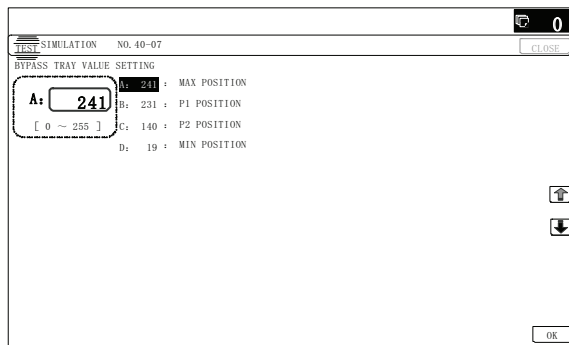 0
TEST SIMULATION NO. 40-07
CLOSE
BYPASS TRAY VALUE SETTING
A: 241
[ 0 ~ 255 ]
A: 241 : MAX POSITION
B: 231 : P1 POSITION
C: 140 : P2 POSITION
D: 19 : MIN POSITION
OK